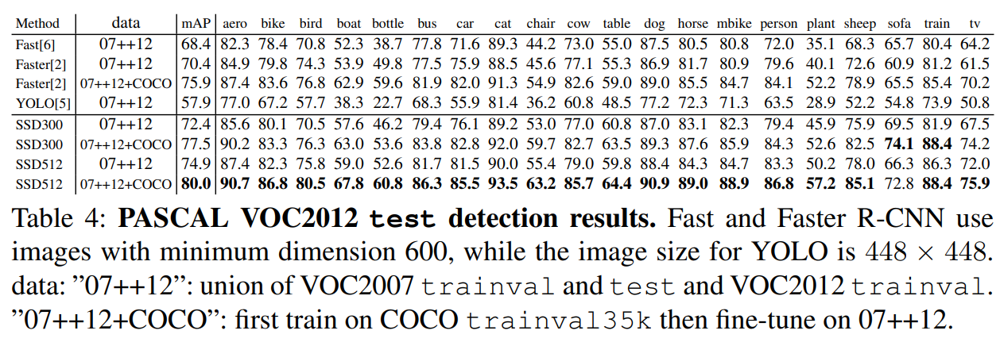 Method data mAP aero bike bird boat bottle bus car cat chair cow table dog horse mbike person plant sheep sofa train tv
Fast[6] 07++12 68.4 82.3 78.4 70.8 52.3 38.7 77.8 71.6 89.3 44.2 73.0 55.0 87.5 80.5 80.8 72.0 35.1 68.3 65.7 80.4 64.2
Faster[2] 07++12 70.4 84.9 79.8 74.3 53.9 49.8 77.5 75.9 88.5 45.6 77.1 55.3 86.9 81.7 80.9 79.6 40.1 72.6 60.9 81.2 61.5
Faster[2] 07++12+COCO 75.9 87.4 83.6 76.8 62.9 59.6 81.9 82.0 91.3 54.9 82.6 59.0 89.0 85.5 84.7 84.1 52.2 78.9 65.5 85.4 70.2
YOLO[5] 07++12 57.9 77.0 67.2 57.7 38.3 22.7 68.3 55.9 81.4 36.2 60.8 48.5 77.2 72.3 71.3 63.5 28.9 52.2 54.8 73.9 50.8
SSD300 07++12 72.4 85.6 80.1 70.5 57.6 46.2 79.4 76.1 89.2 53.0 77.0 60.8 87.0 83.1 82.3 79.4 45.9 75.9 69.5 81.9 67.5
SSD300 07++12+COCO 77.5 90.2 83.3 76.3 63.0 53.6 83.8 82.8 92.0 59.7 82.7 63.5 89.3 87.6 85.9 84.3 52.6 82.5 74.1 88.4 74.2
SSD512 07++12 74.9 87.4 82.3 75.8 59.0 52.6 81.7 81.5 90.0 55.4 79.0 59.8 88.4 84.3 84.7 83.3 50.2 78.0 66.3 86.3 72.0
SSD512 07++12+COCO 80.0 90.7 86.8 80.5 67.8 60.8 86.3 85.5 93.5 63.2 85.7 64.4 90.9 89.0 88.9 86.8 57.2 85.1 72.8 88.4 75.9
Table 4: PASCAL VOC2012 test detection results. Fast and Faster R-CNN use
images with minimum dimension 600, while the image size for YOLO is 448 × 448.
data: ”07++12”: union of VOC2007 trainval and test and VOC2012 trainval.
”07++12+COCO”: first train on COCO trainval35k then fine-tune on 07++12.